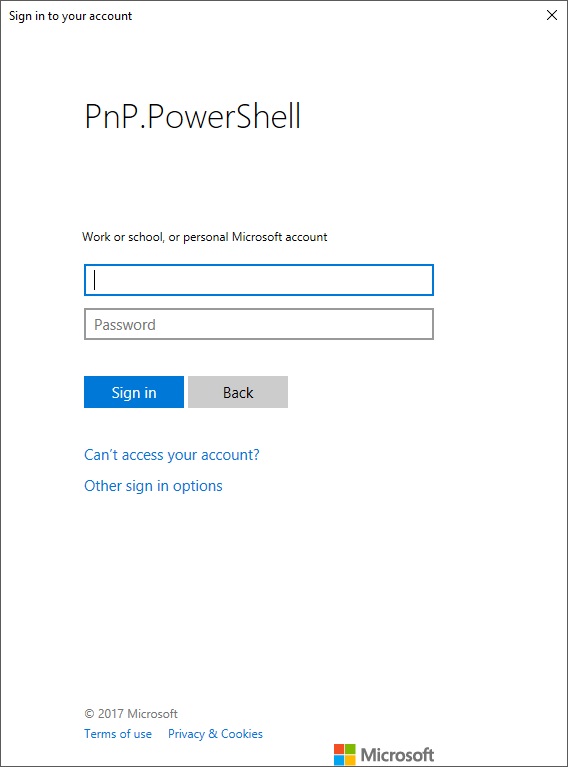 Sign in to your account
PnP.PowerShell
Work or school, or personal Microsoft account
Password
Sign in Back
Can't access your account?
Other sign in options
© 2017 Microsoft
Terms of use Privacy & Cookies
Microsoft